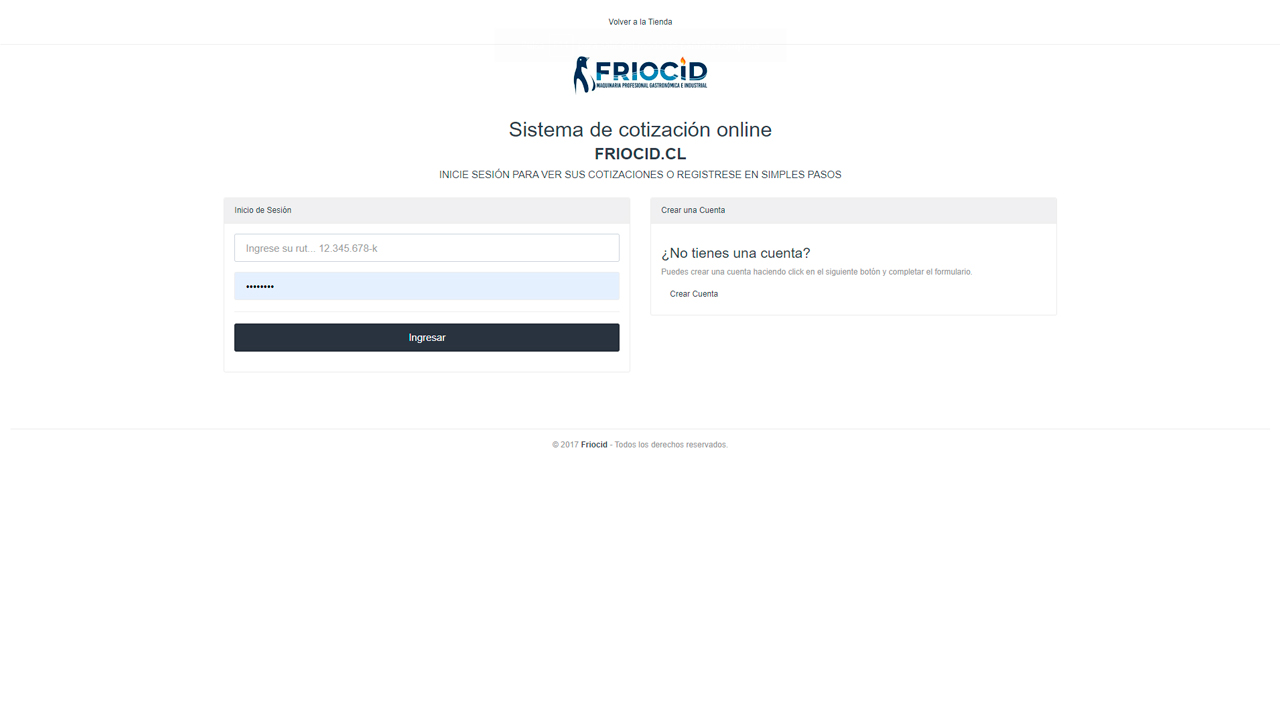 Volver a la Tienda
FRIOCID
MAQUINARIA PROFESIONAL GASTRONÓMICA E INDUSTRIAL
Sistema de cotización online
FRIOCID.CL
INICIE SESIÓN PARA VER SUS COTIZACIONES O REGISTRESE EN SIMPLES PASOS
Inicio de Sesión
Ingrese su rut... 12.345.678-k
••••••••
Ingresar
Crear una Cuenta
¿No tienes una cuenta?
Puedes crear una cuenta haciendo click en el siguiente botón y completar el formulario.
Crear Cuenta
© 2017 Friocid - Todos los derechos reservados.